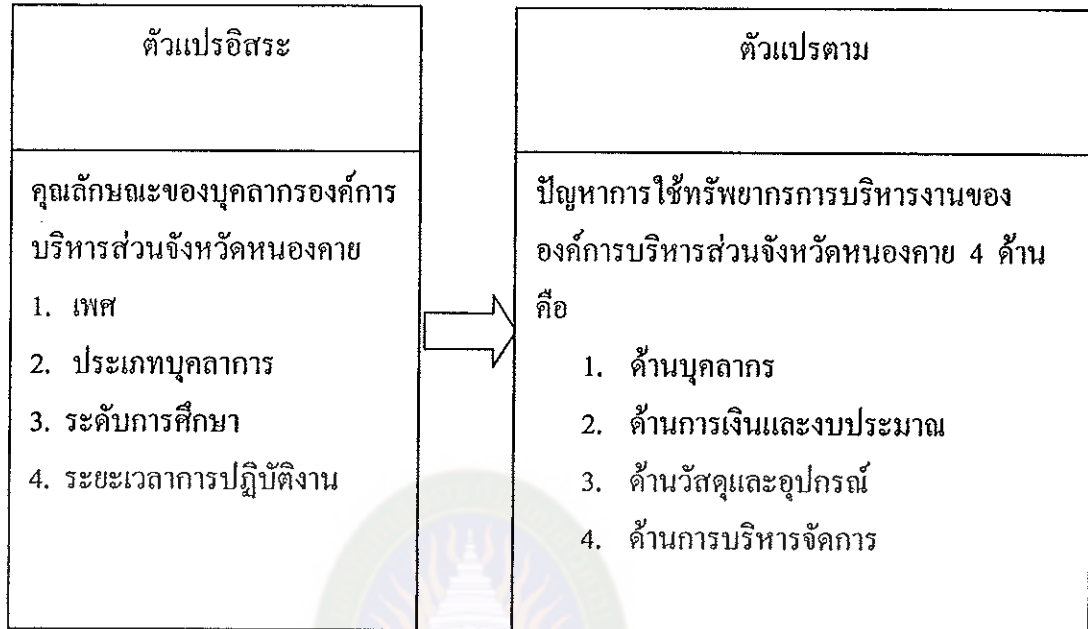 ตัวแปรอิสระ
คุณลักษณะของบุคลากรองค์การ
บริหารส่วนจังหวัดหนองคาย
1. เพศ
2. ประเภทบุคลาการ
3. ระดับการศึกษา
4. ระยะเวลาการปฏิบัติงาน
ตัวแปรตาม
ปัญหาการใช้ทรัพยากรการบริหารงานของ
องค์การบริหารส่วนจังหวัดหนองคาย 4 ด้าน
คือ
1. ด้านบุคลากร
2. ด้านการเงินและงบประมาณ
3. ด้านวัสดุและอุปกรณ์
4. ด้านการบริหารจัดการ